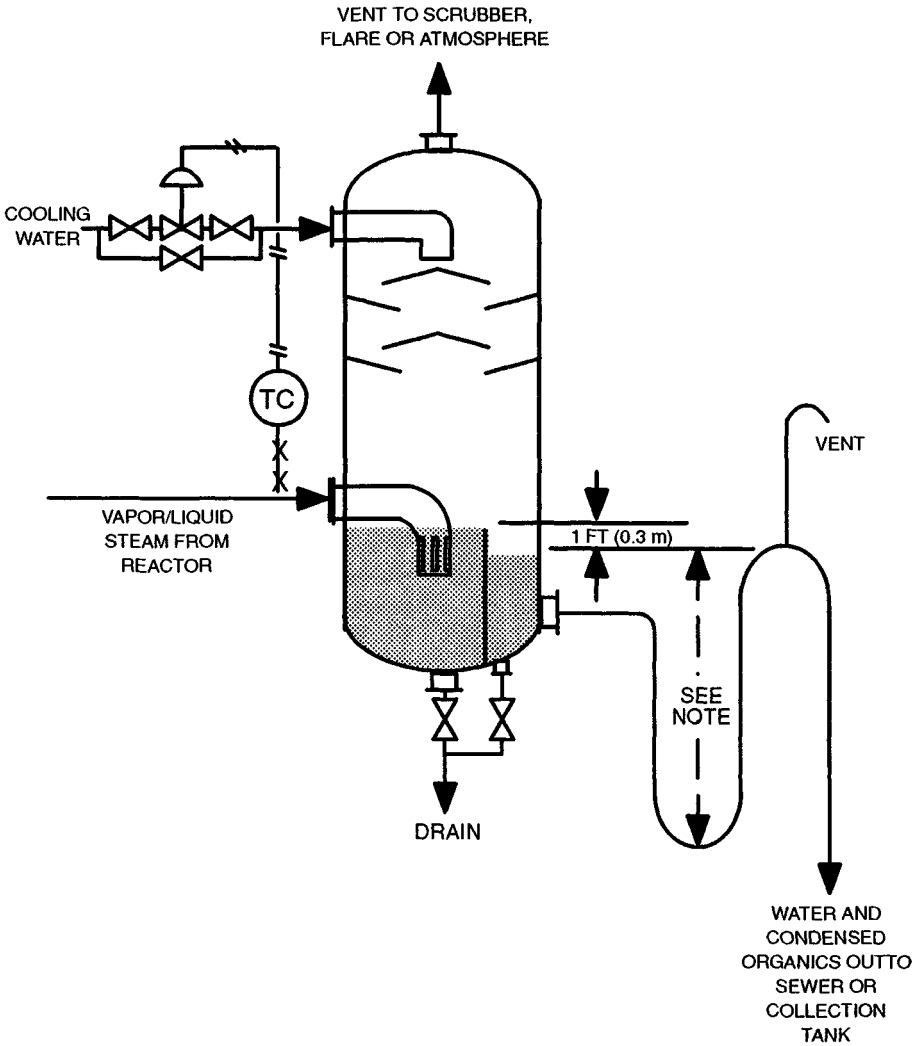 VENT TO SCRUBBER,
FLARE OR ATMOSPHERE
COOLING
WATER
TC
VAPOR/LIQUID
STEAM FROM
REACTOR
VENT
1 FT (0.3 m)
SEE
NOTE
DRAIN
WATER AND
CONDENSED
ORGANICS OUTTO
SEWER OR
COLLECTION
TANK